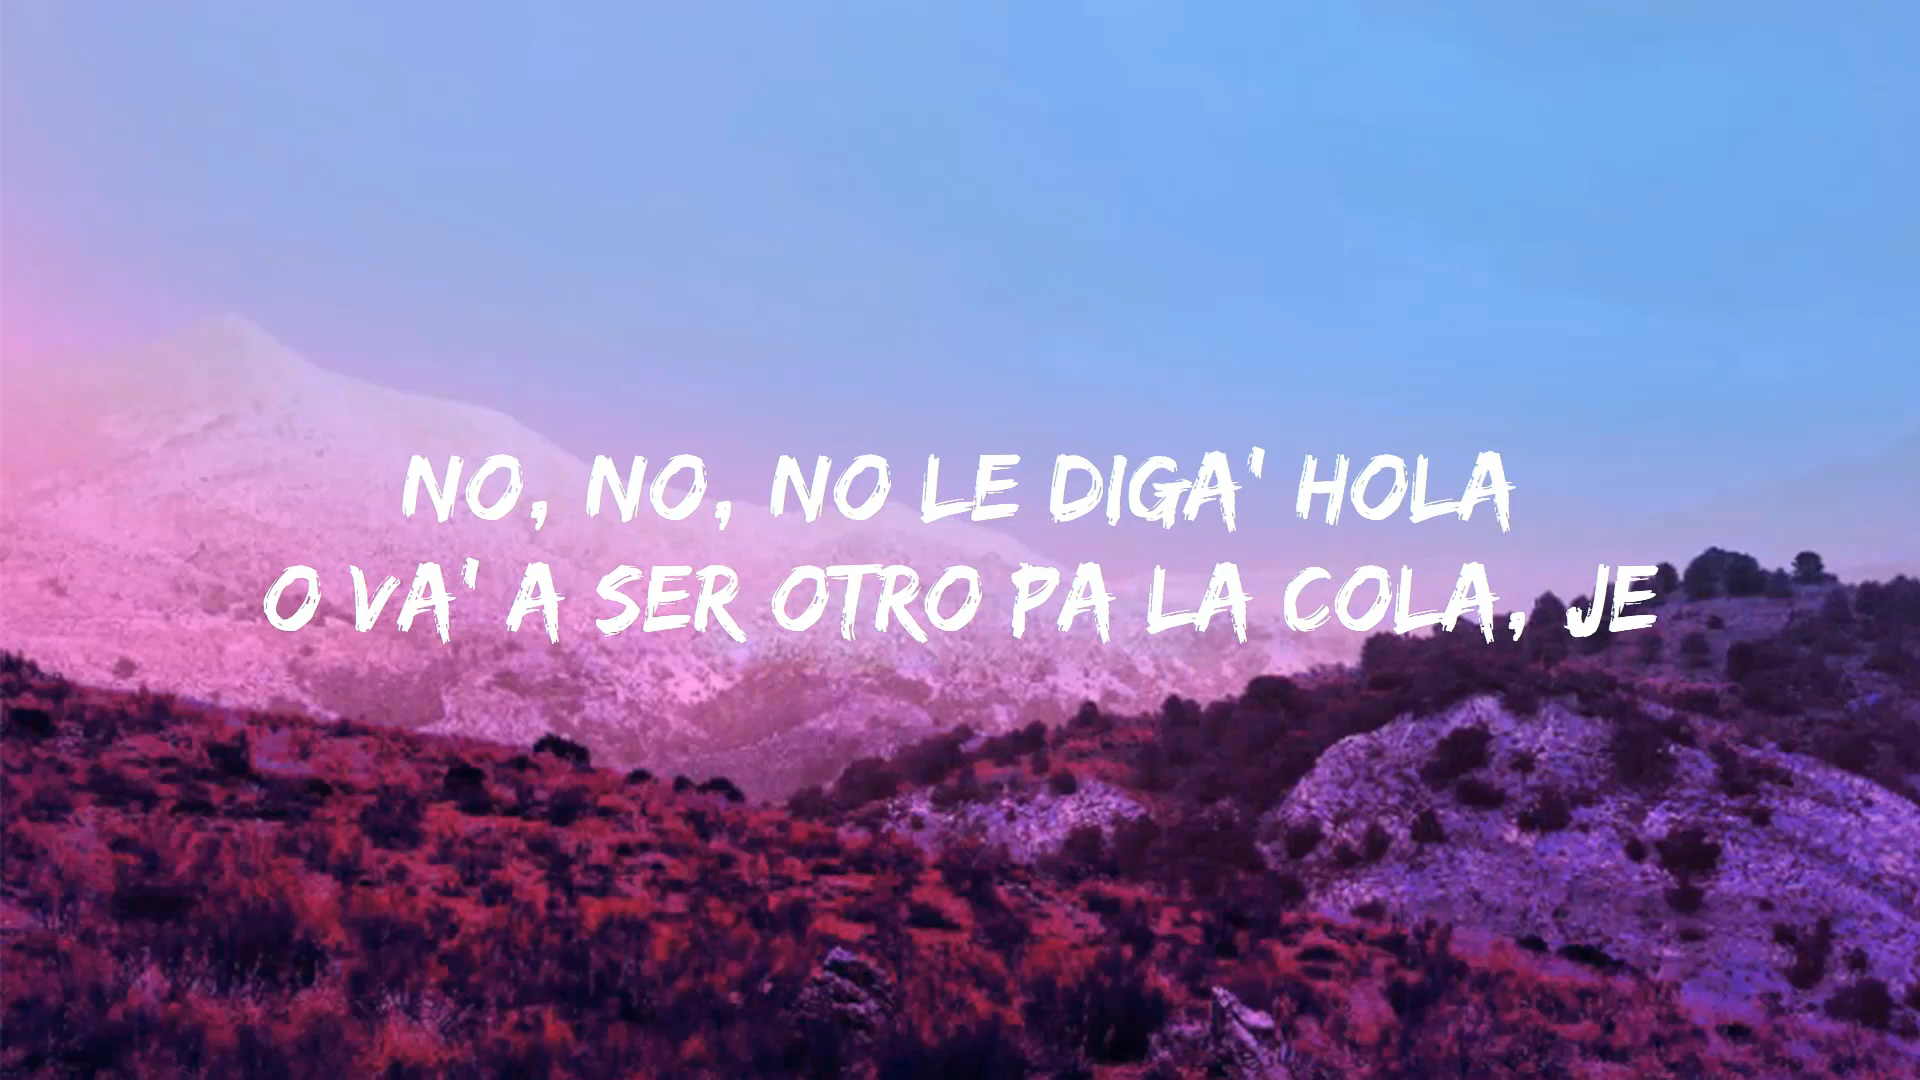 NO, NO, NO LE DIGA' HOLA
O VA' A SER OTRO PA LA COLA, JE